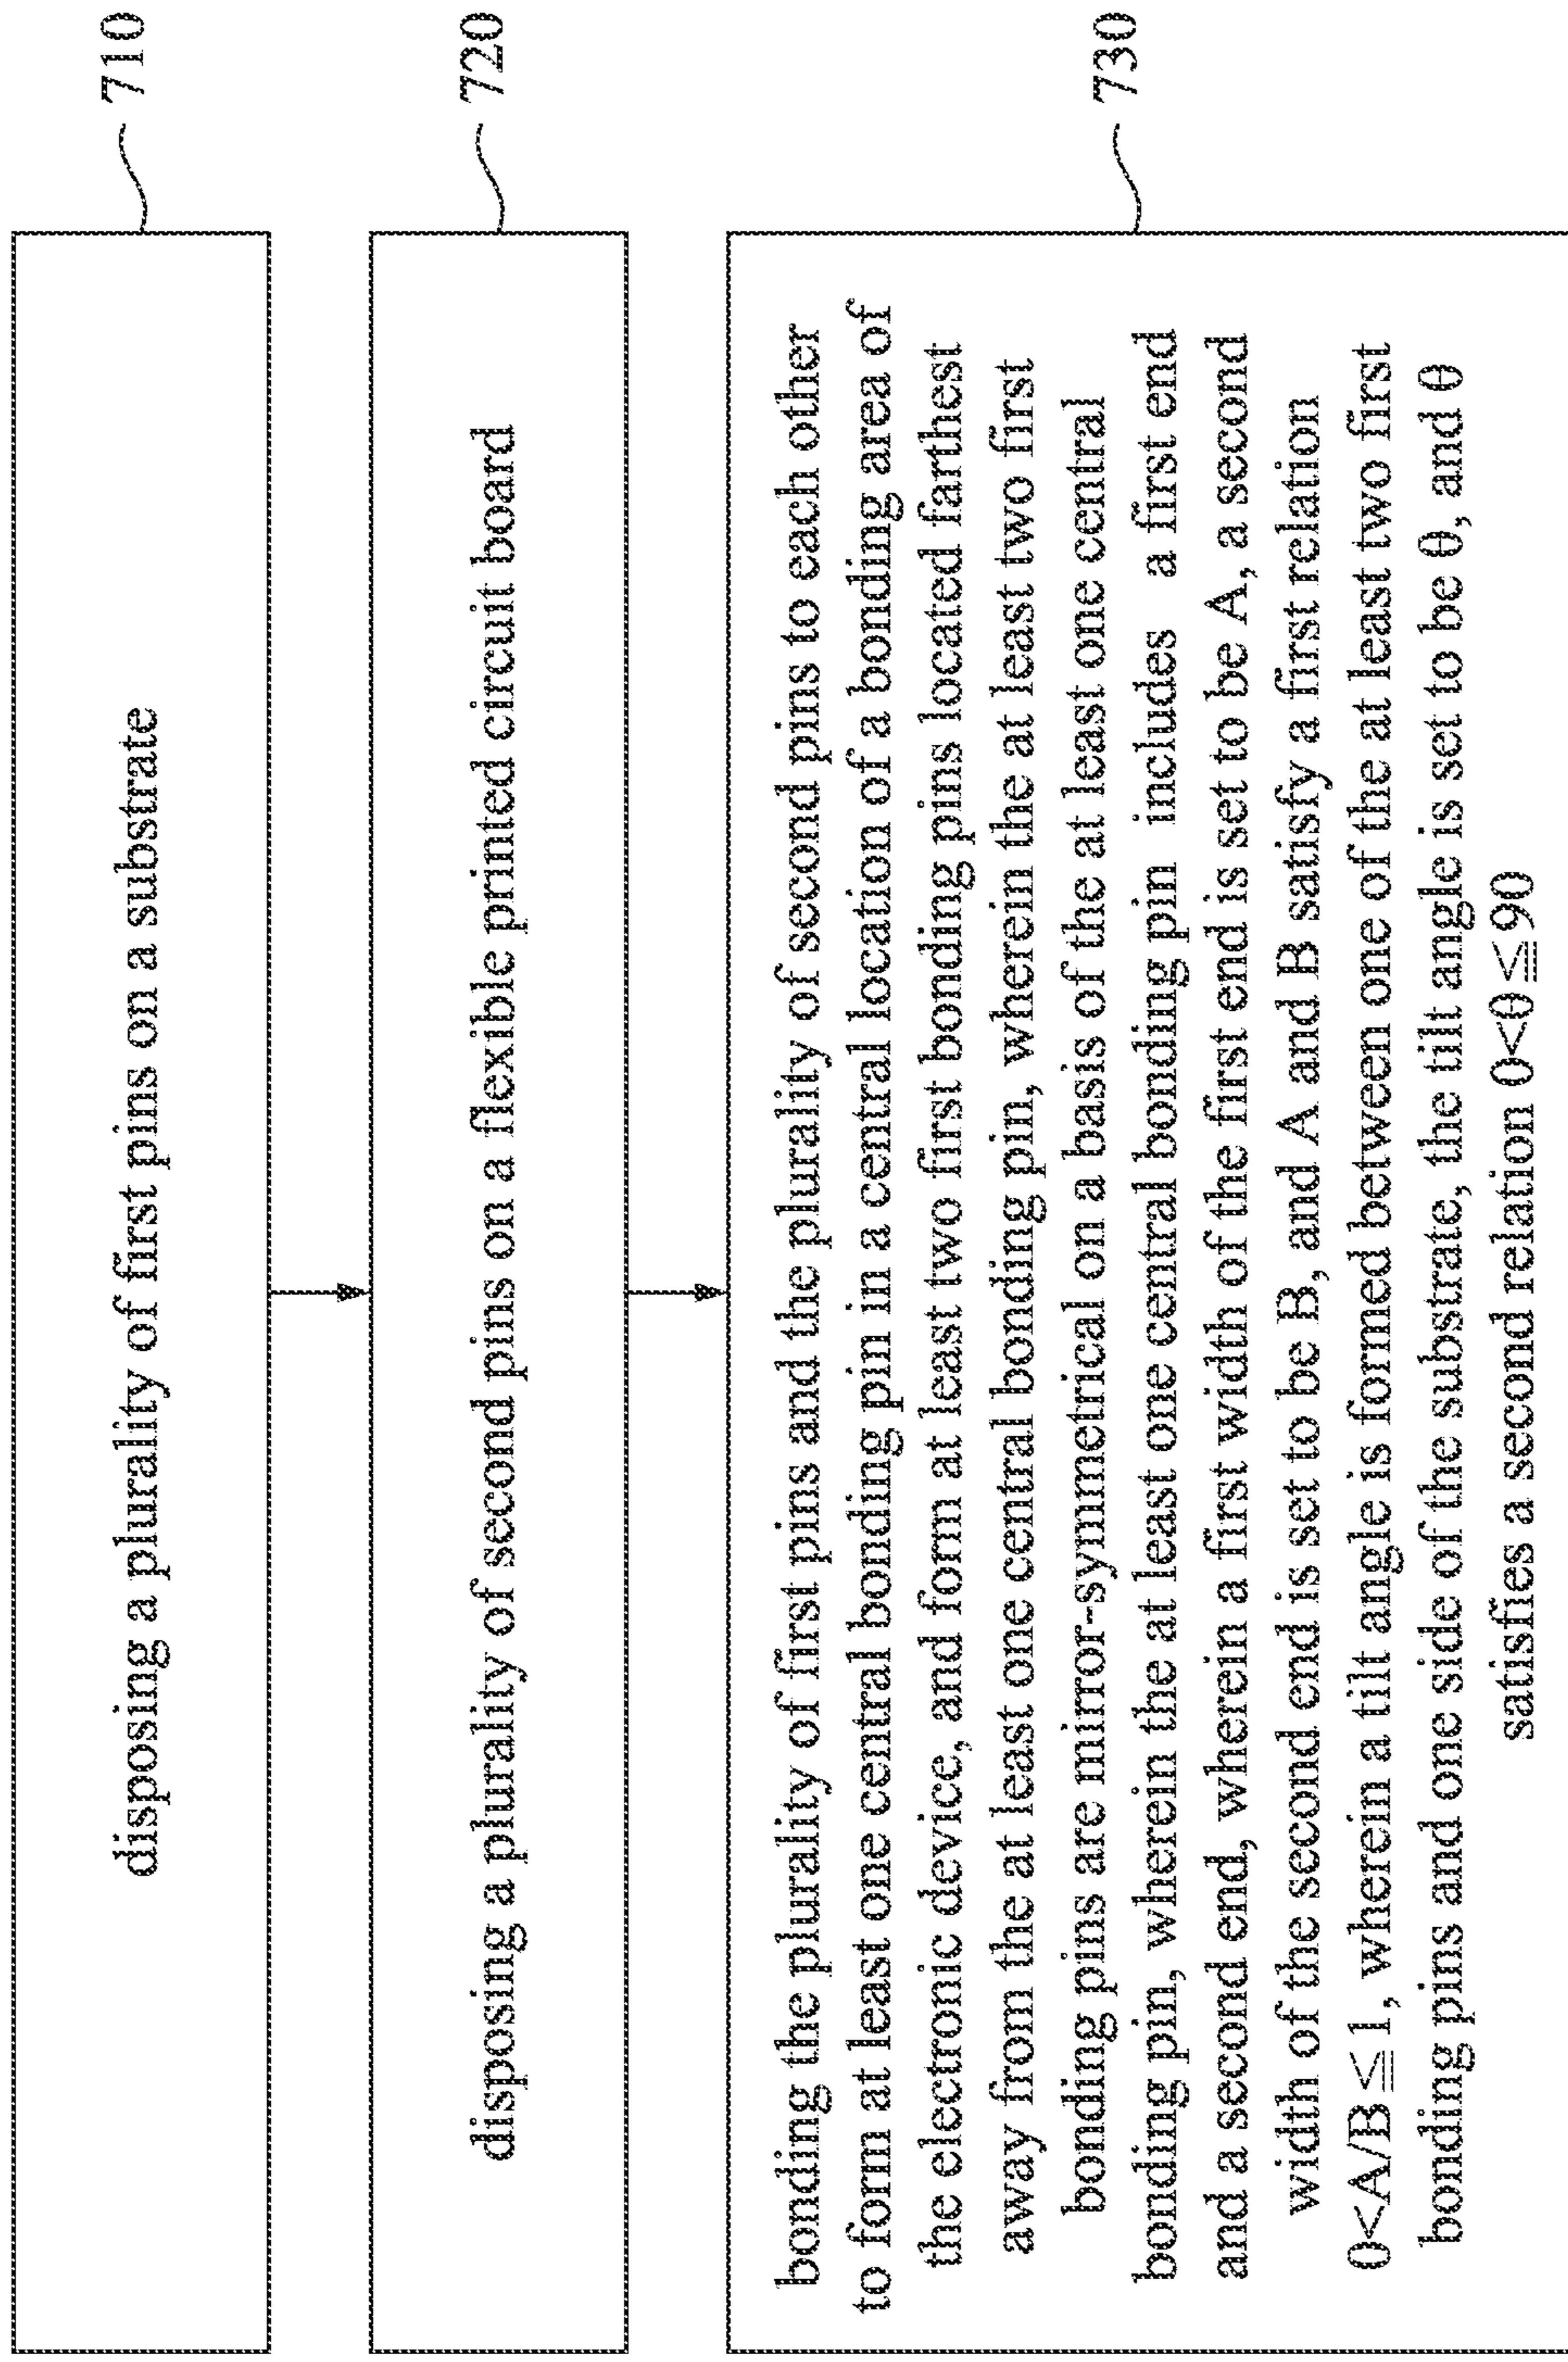 disposing a plurality of first pins on a substrate
710
disposing a plurality of second pins on a flexible printed circuit board
720
bonding the plurality of first pins and the plurality of second pins to each other
to form at least one central bonding pin in a central location of a bonding area of
the electronic device, and form at least two first bonding pins located farthest
away from the at least one central bonding pin, wherein the at least two first
bonding pins are mirror-symmetrical on a basis of the at least one central
bonding pin, wherein the at least one central bonding pin includes a first end
and a second end, wherein a first width of the first end is set to be A, a second
width of the second end is set to be B, and A and B satisfy a first relation
0<A/B≦1, wherein a tilt angle is formed between one of the at least two first
bonding pins and one side of the substrate, the tilt angle is set to be θ, and θ
satisfies a second relation 0<θ≦90
730